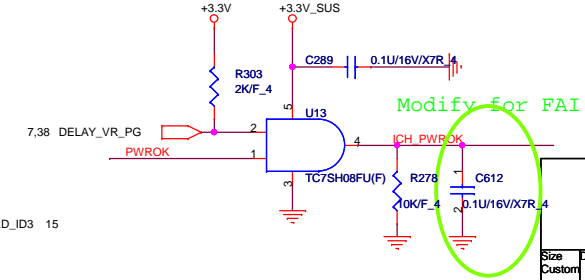 +3.3V
+3.3V_SUS
C289
0.1U/16V/X7R_4
R303
2K/F_4
Modify for FAI
5
U13
7,38 DELAY_VR_PG
2
4
ICH_PWROK
PWROK
1
TC7SH08FU(F)
R278
1
C612
3
10K/F_4
2
0.1U/16V/X7R_4
D_ID3 15
Size
Custom